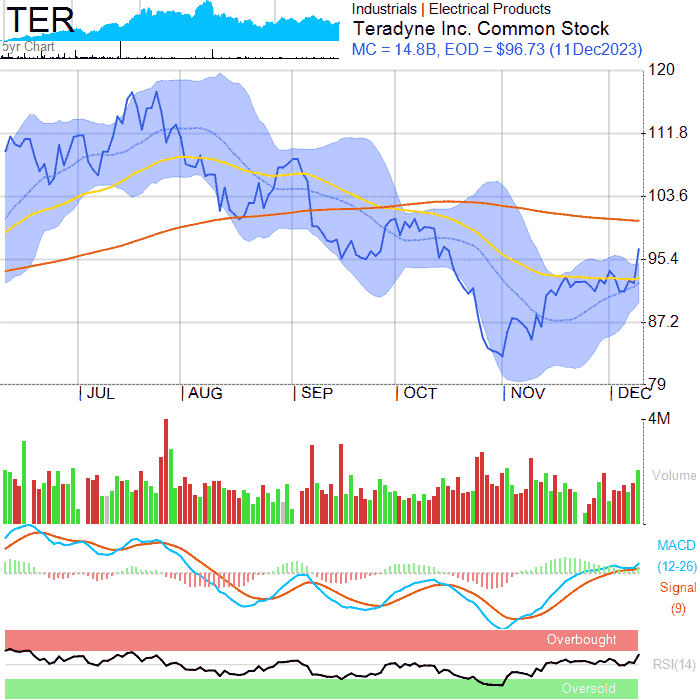 TER
5yr Chart
Industrials | Electrical Products
Teradyne Inc. Common Stock
MC = 14.8B, EOD = $96.73 (11Dec2023)
120
111.8
103.6
95.4
87.2
79
JUL AUG SEP OCT NOV DEC
4M
Volume
MACD
(12-26)
Signal
(9)
Overbought
RSI(14)
Oversold